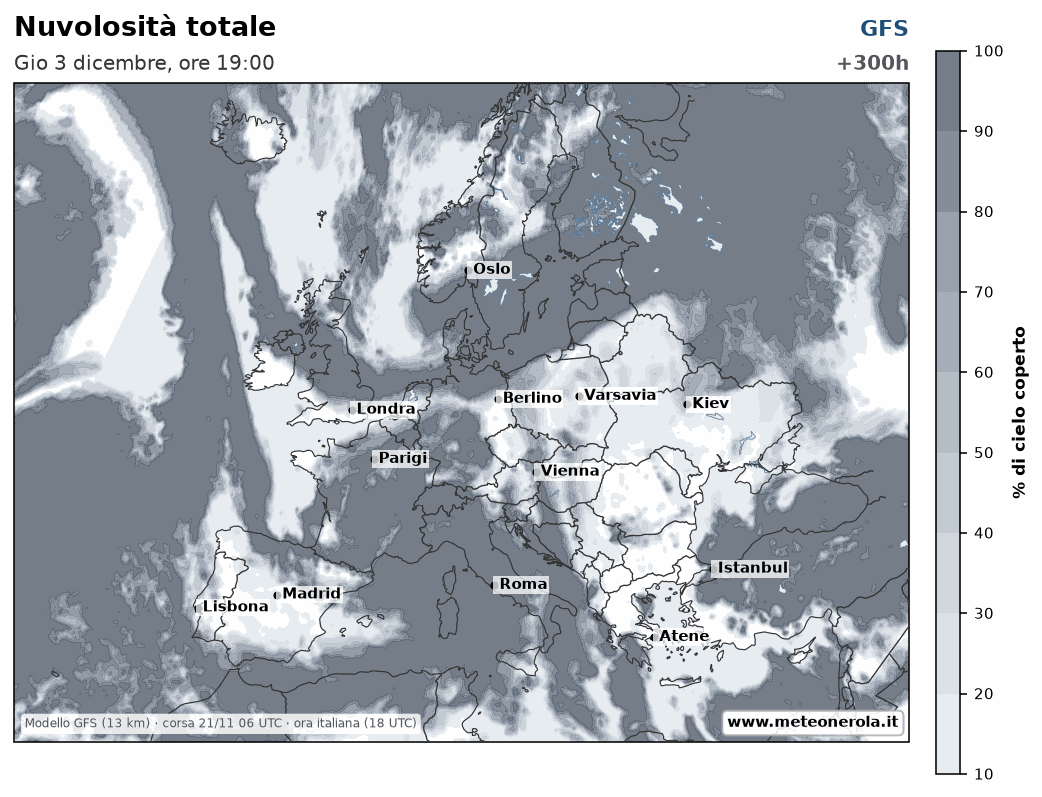 Nuvolosità totale
GFS
Gio 3 dicembre, ore 19:00
+300h
100
90
80
70
60
50
40
30
20
10
% di cielo coperto
Oslo
Londra
Berlino
Varsavia
Kiev
Parigi
Vienna
Istanbul
Roma
Madrid
Lisbona
Atene
Modello GFS (13 km) · corsa 21/11 06 UTC · ora italiana (18 UTC)
www.meteonerola.it